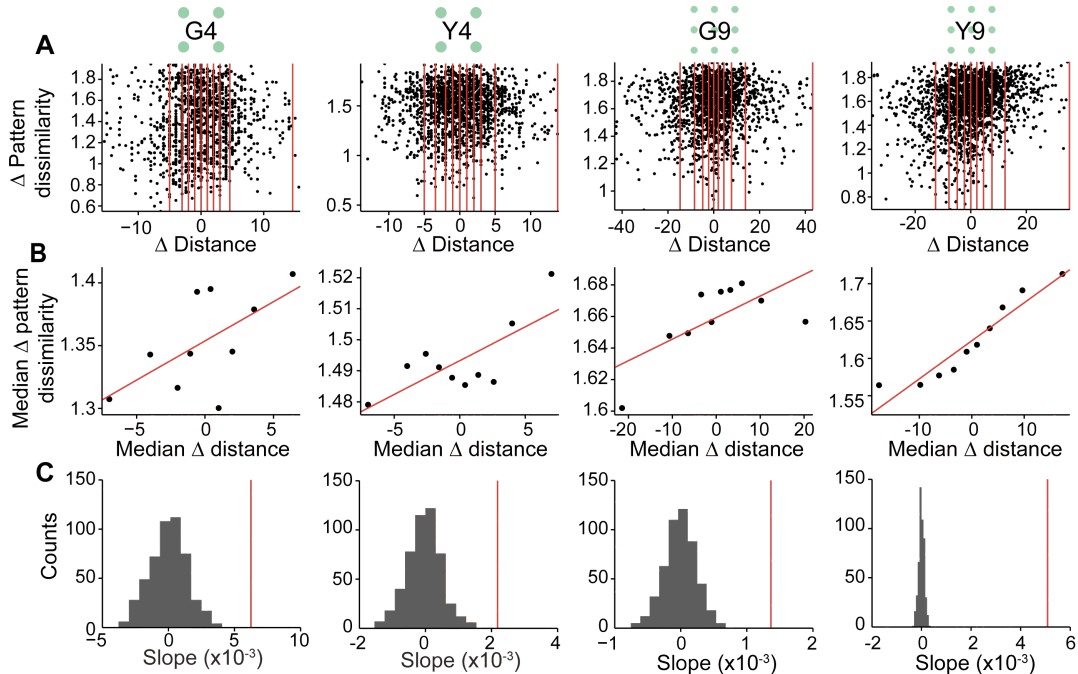 G4 Y4 G9 Y9
A
Δ Pattern
dissimilarity
1.8
1.6
1.4
1.2
1
0.8
0.6
−10 0 10
Δ Distance
1.5
1
0.5
−10 −5 0 5 10
Δ Distance
1.8
1.6
1.4
1.2
1
-40 -20 0 20 40
Δ Distance
1.8
1.6
1.4
1.2
1
0.8
−20 0 20
Δ Distance
B
Median Δ pattern
dissimilarity
1.4
1.35
1.3
−5 0 5
Median Δ distance
1.52
1.51
1.5
1.49
1.48
−5 0 5
Median Δ distance
1.68
1.66
1.64
1.62
1.6
-20 -10 0 10 20
Median Δ distance
1.7
1.65
1.6
1.55
−10 0 10
Median Δ distance
C
Counts
150
100
50
0
−5 0 5 10
Slope (x10-3)
150
100
50
0
−2 0 2 4
Slope (x10-3)
150
100
50
0
−1 0 1 2
Slope (x10-3)
150
100
50
0
−2 0 2 4 6
Slope (x10-3)